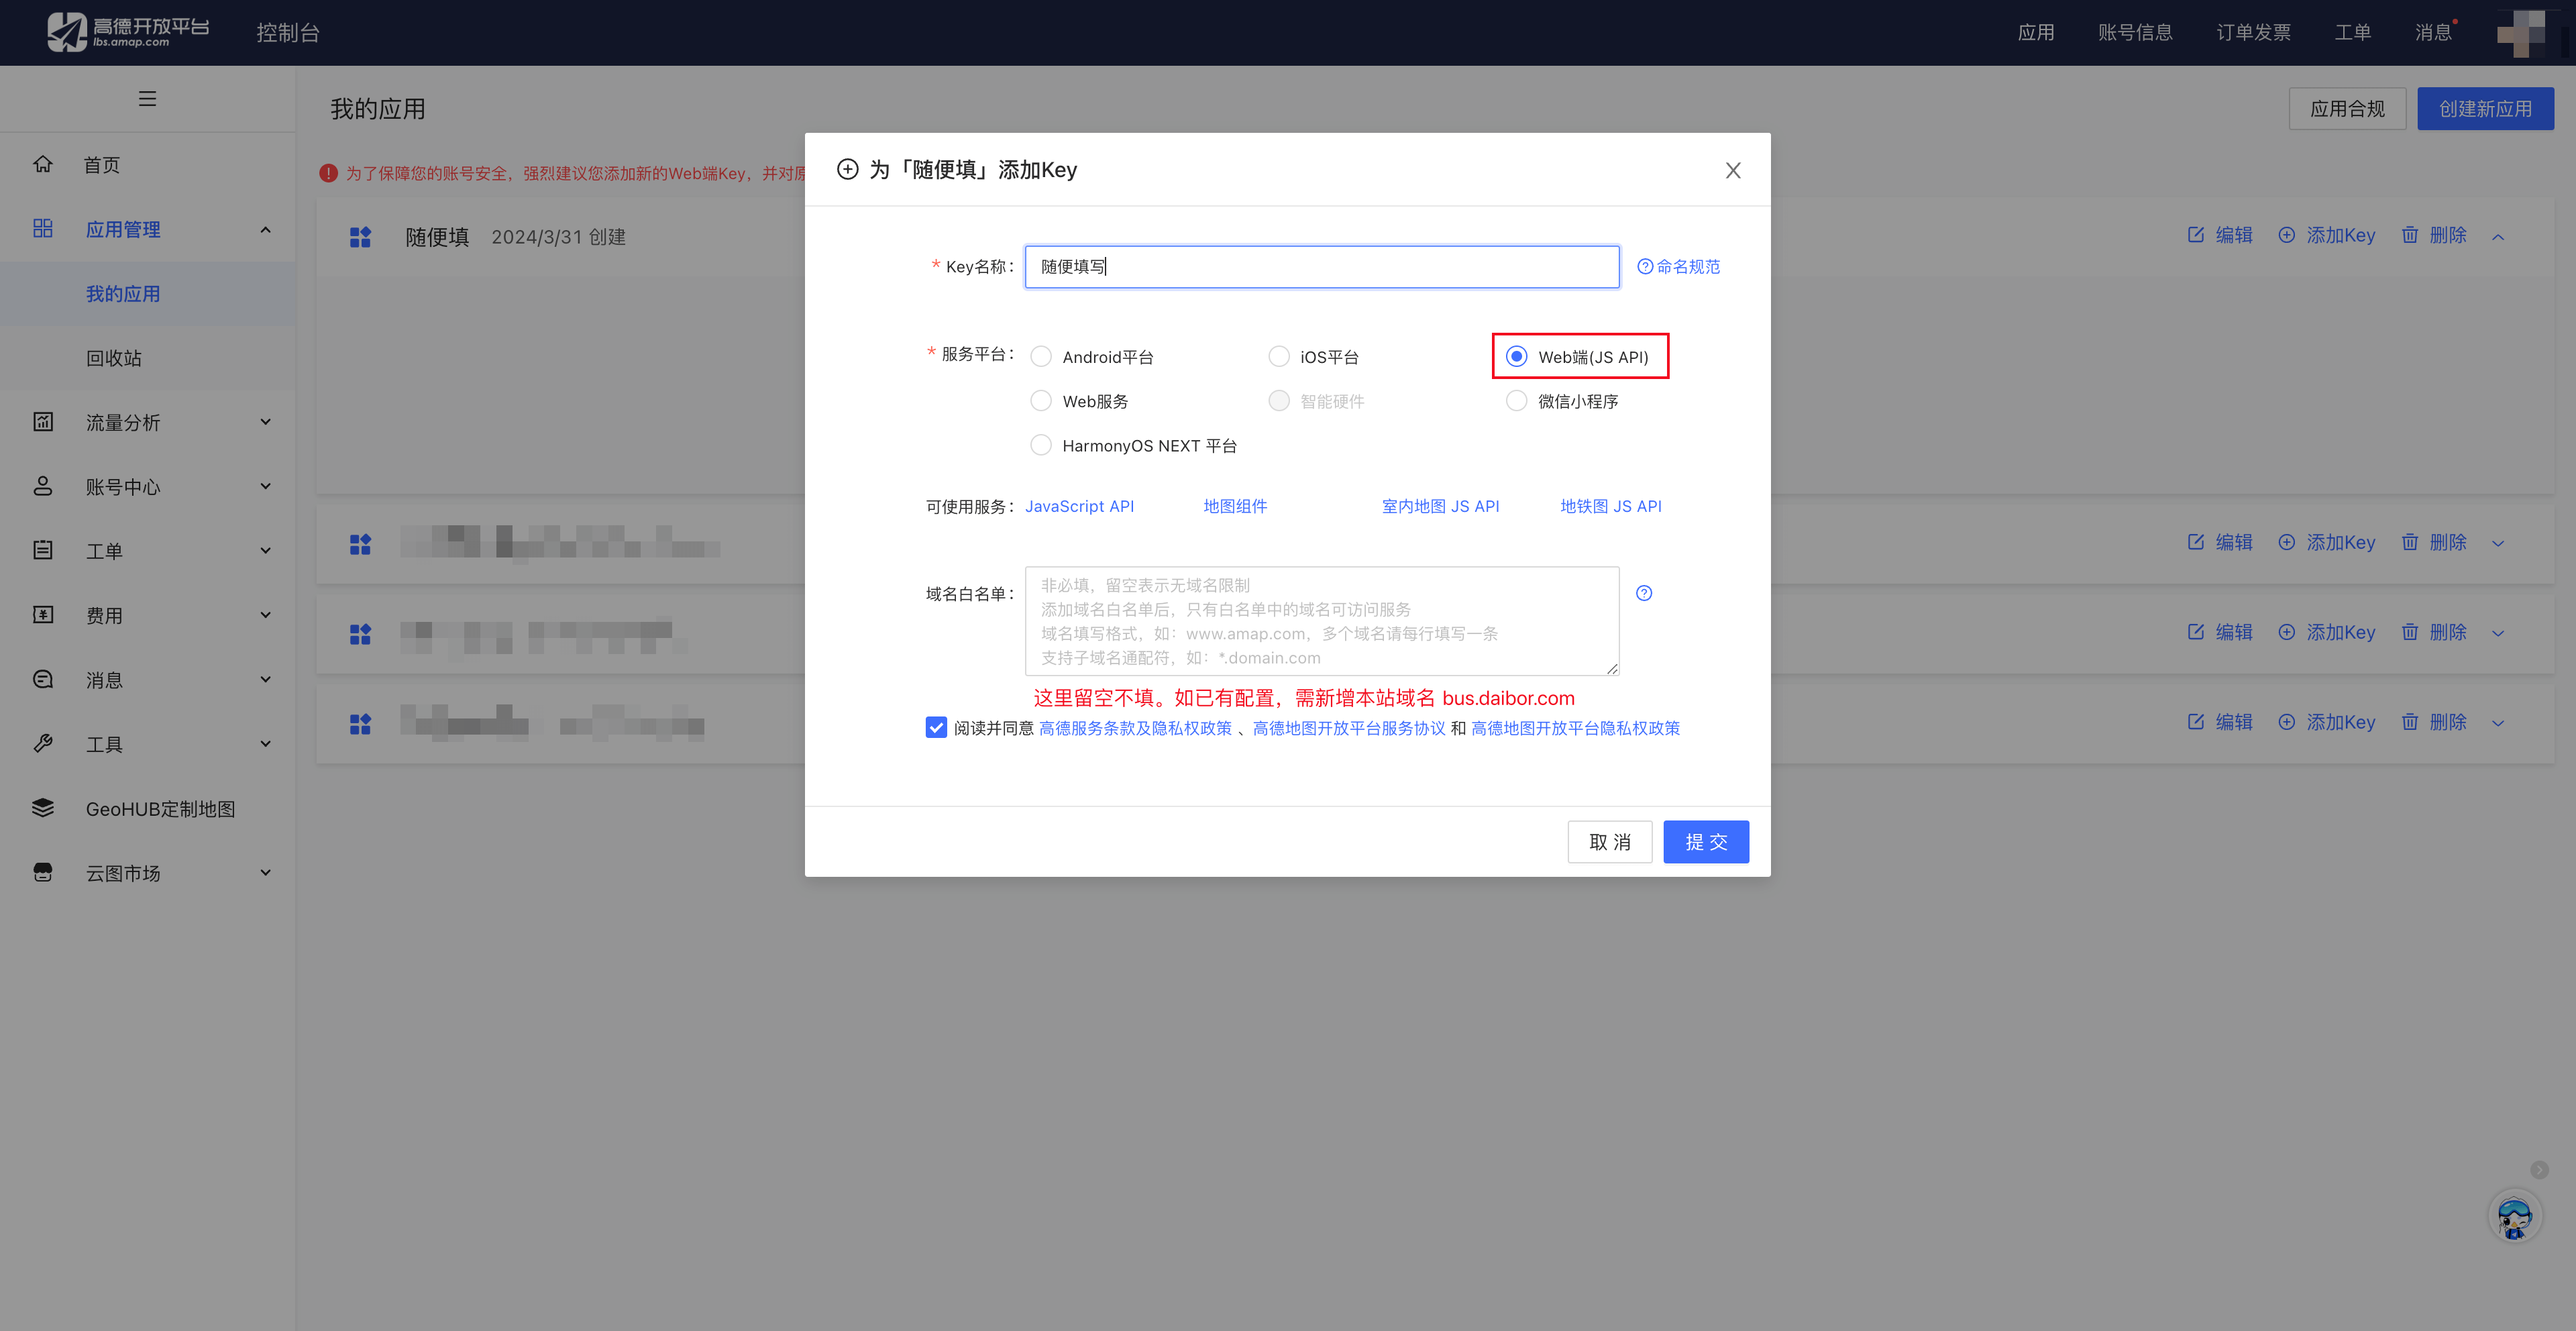 高德开放平台
lbs.amap.com
控制台
应用
账号信息
订单发票
工单
消息
我的应用
应用合规
创建新应用
首页
应用管理
我的应用
回收站
流量分析
账号中心
工单
费用
消息
工具
GeoHUB定制地图
云图市场
为了保障您的账号安全，强烈建议您添加新的Web端Key，并对原
随便填 2024/3/31 创建
编辑 添加Key 删除
编辑 添加Key 删除
编辑 添加Key 删除
编辑 添加Key 删除
为「随便填」添加Key
* Key名称：
随便填写
命名规范
* 服务平台：
Android平台
iOS平台
Web端(JS API)
Web服务
智能硬件
微信小程序
HarmonyOS NEXT 平台
可使用服务：
JavaScript API
地图组件
室内地图 JS API
地铁图 JS API
域名白名单：
非必填，留空表示无域名限制
添加域名白名单后，只有白名单中的域名可访问服务
域名填写格式，如：www.amap.com，多个域名请每行填写一条
支持子域名通配符，如：*.domain.com
这里留空不填。如已有配置，需新增本站域名 bus.daibor.com
阅读并同意 高德服务条款及隐私权政策 、高德地图开放平台服务协议 和 高德地图开放平台隐私权政策
取 消
提 交